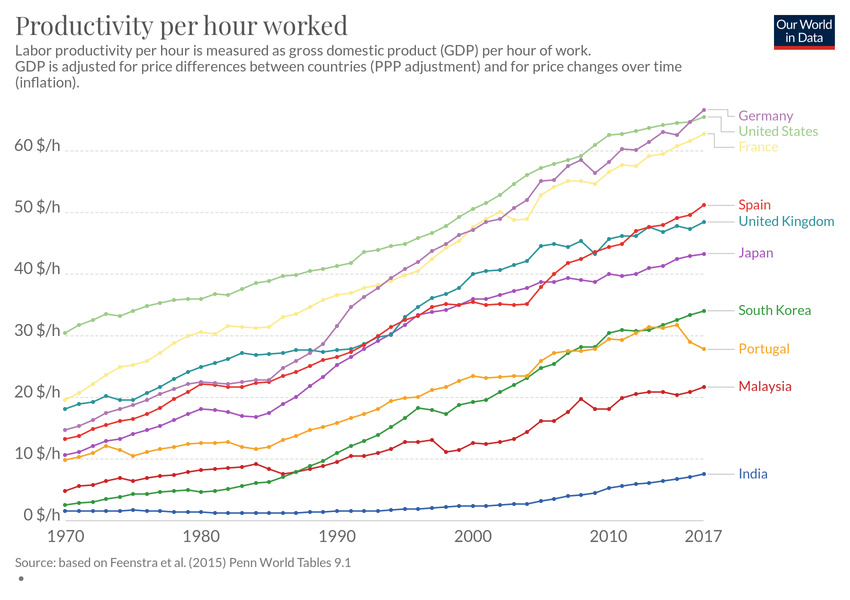 Productivity per hour worked
Our World
in Data
Labor productivity per hour is measured as gross domestic product (GDP) per hour of work.
GDP is adjusted for price differences between countries (PPP adjustment) and for price changes over time
(inflation).
60 $/h
50 $/h
40 $/h
30 $/h
20 $/h
10 $/h
0 $/h
Germany
United States
France
Spain
United Kingdom
Japan
South Korea
Portugal
Malaysia
India
1970
1980
1990
2000
2010
2017
Source: based on Feenstra et al. (2015) Penn World Tables 9.1
•